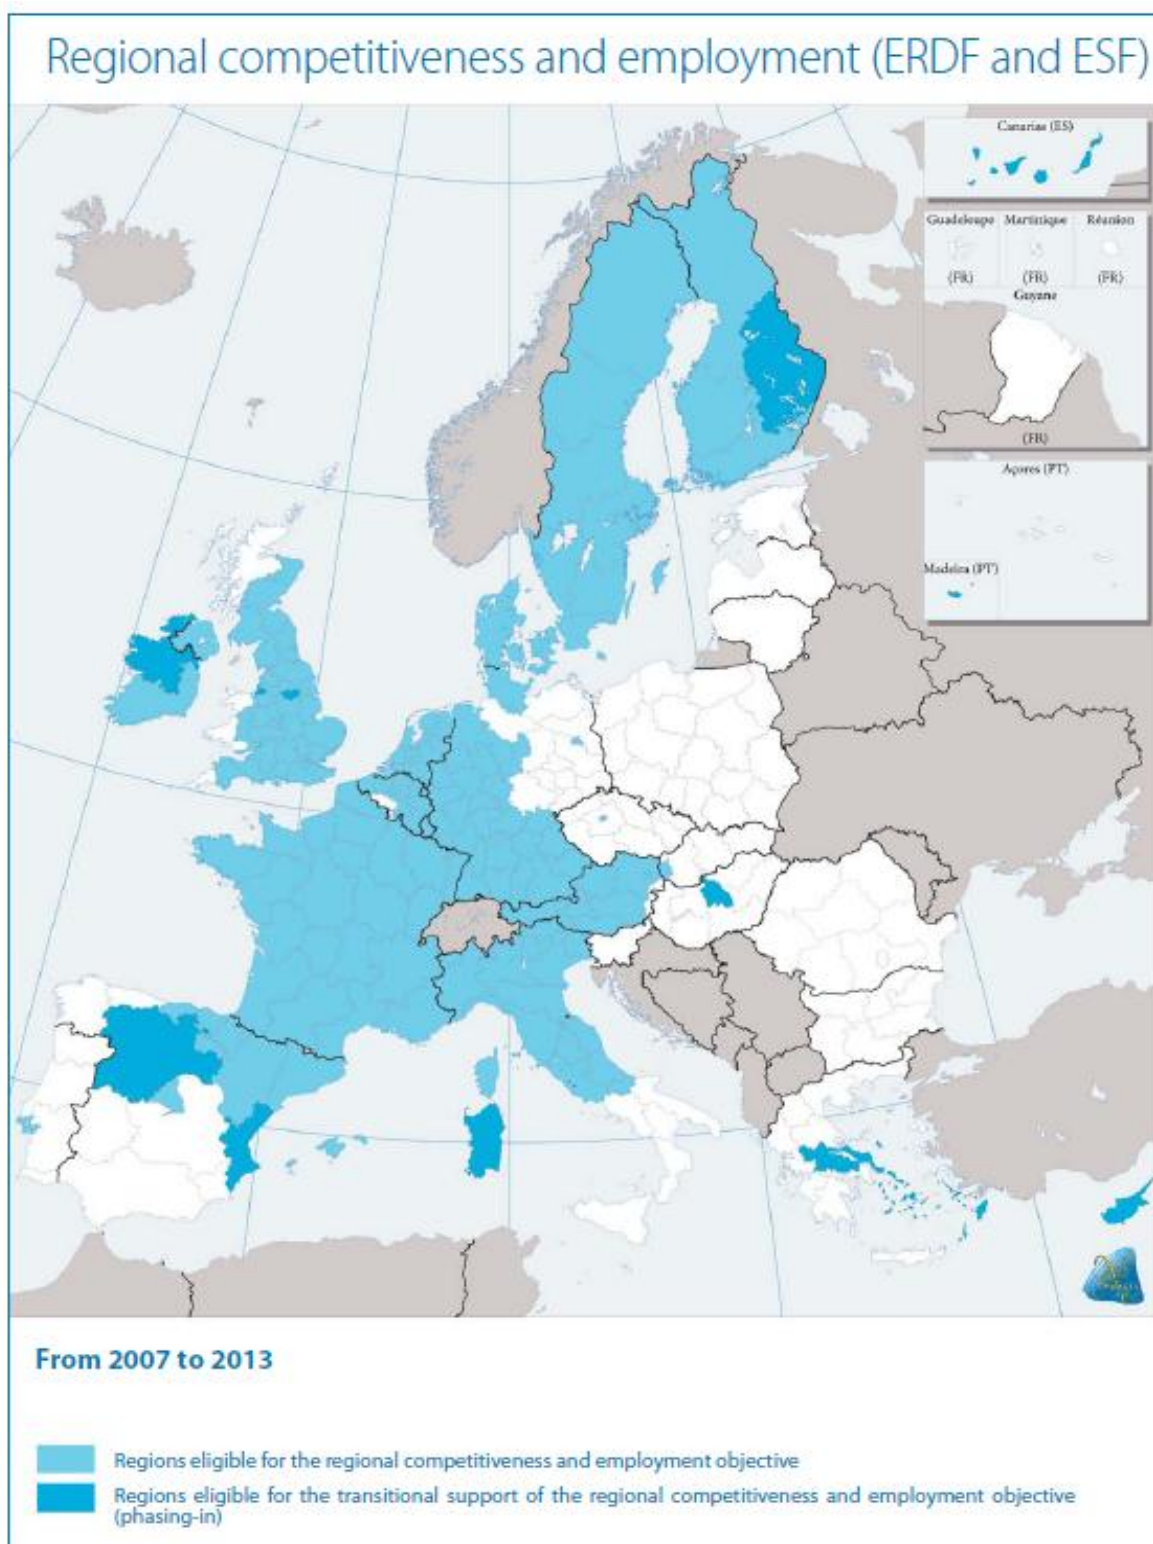 Regional competitiveness and employment (ERDF and ESF)
Canarias (ES)
Guadeloupe Martinique Réunion
(FR) (FR) (FR)
Guyane
(FR)
Açores (PT)
Madeira (PT)
From 2007 to 2013
Regions eligible for the regional competitiveness and employment objective
Regions eligible for the transitional support of the regional competitiveness and employment objective
(phasing-in)